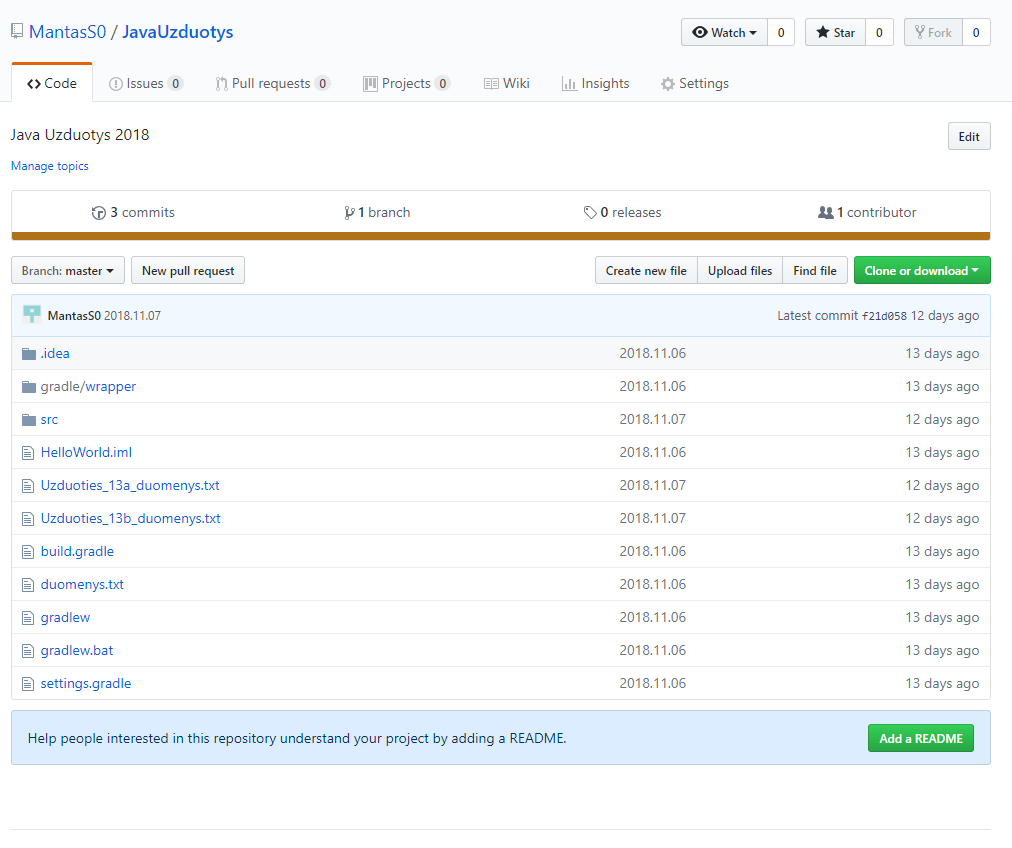 MantasS0 / JavaUzduotys
Watch 0 Star 0 Fork 0
Code Issues 0 Pull requests 0 Projects 0 Wiki Insights Settings
Java Uzduotys 2018 Edit
Manage topics
3 commits 1 branch 0 releases 1 contributor
Branch: master New pull request Create new file Upload files Find file Clone or download
MantasS0 2018.11.07 Latest commit f21d058 12 days ago
.idea 2018.11.06 13 days ago
gradle/wrapper 2018.11.06 13 days ago
src 2018.11.07 12 days ago
HelloWorld.iml 2018.11.06 13 days ago
Uzduoties_13a_duomenys.txt 2018.11.07 12 days ago
Uzduoties_13b_duomenys.txt 2018.11.07 12 days ago
build.gradle 2018.11.06 13 days ago
duomenys.txt 2018.11.06 13 days ago
gradlew 2018.11.06 13 days ago
gradlew.bat 2018.11.06 13 days ago
settings.gradle 2018.11.06 13 days ago
Help people interested in this repository understand your project by adding a README. Add a README